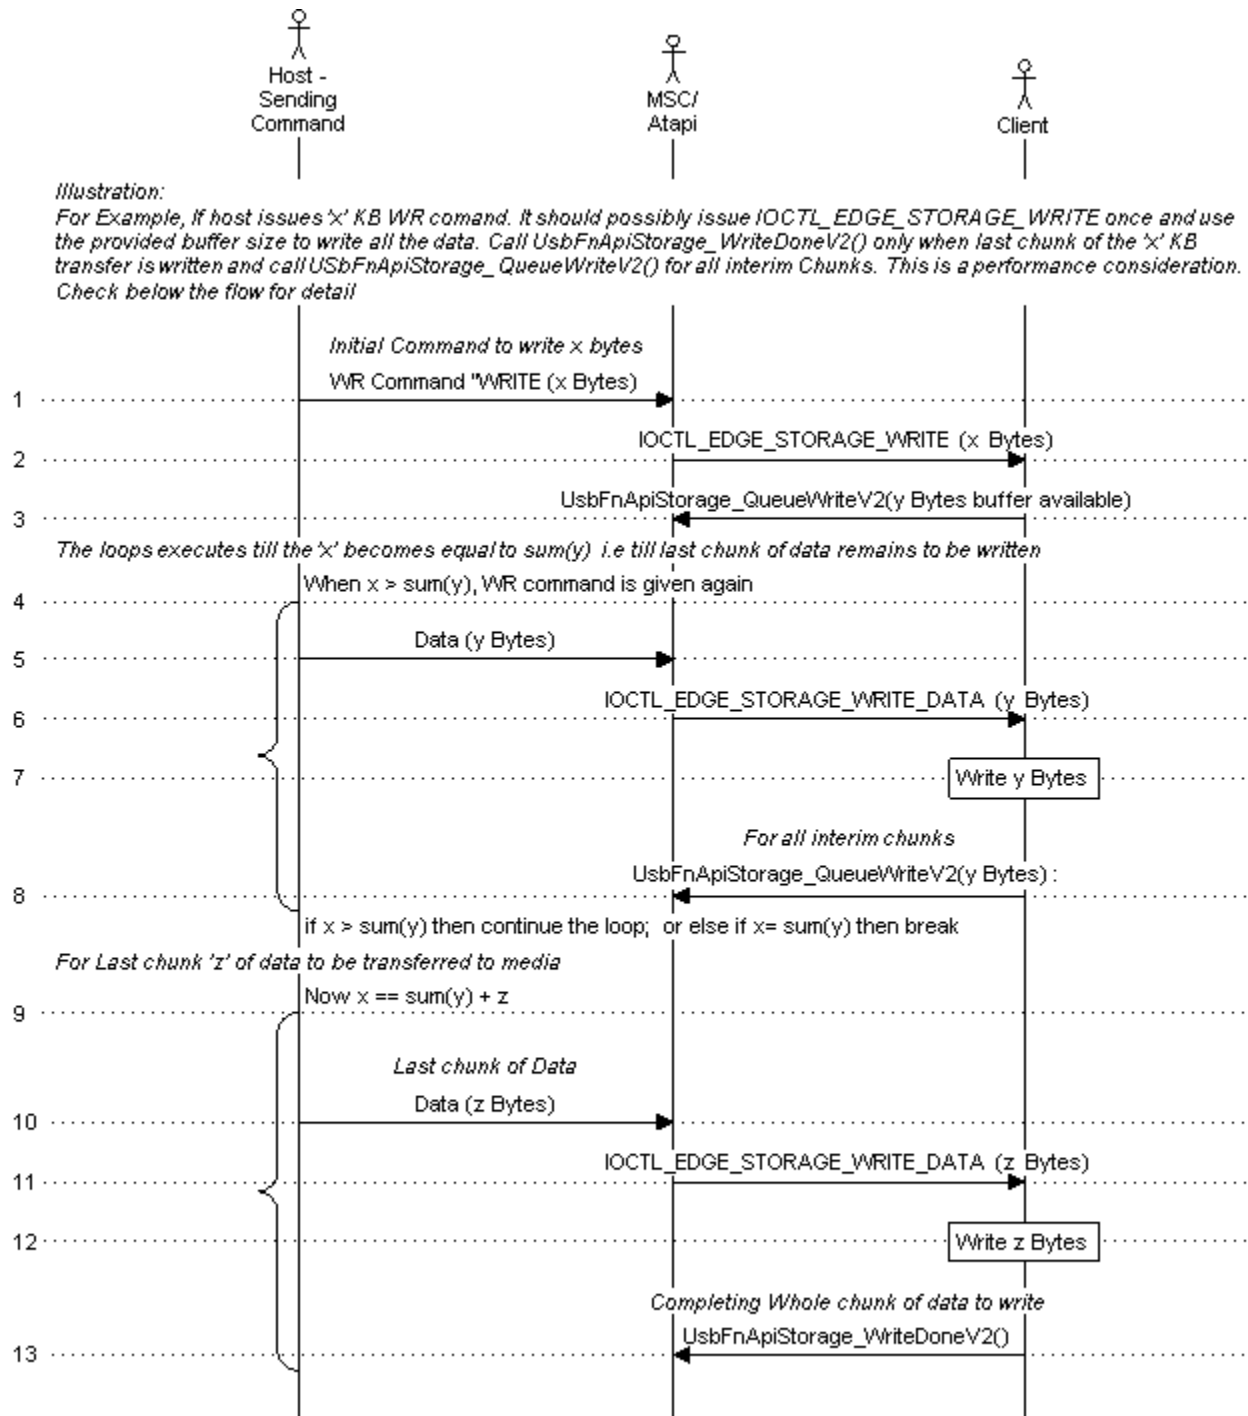 Host -
Sending
Command
MSC/
Atapi
Client
Illustration:
For Example, If host issues 'x' KB WR comand. It should possibly issue IOCTL_EDGE_STORAGE_WRITE once and use
the provided buffer size to write all the data. Call UsbFnApiStorage_WriteDoneV2() only when last chunk of the 'x' KB
transfer is written and call USbFnApiStorage_QueueWriteV2() for all interim Chunks. This is a performance consideration.
Check below the flow for detail
Initial Command to write x bytes
WR Command "WRITE (x Bytes)
1
IOCTL_EDGE_STORAGE_WRITE (x Bytes)
2
UsbFnApiStorage_QueueWriteV2(y Bytes buffer available)
3
The loops executes till the 'x' becomes equal to sum(y) i.e till last chunk of data remains to be written
When x > sum(y), WR command is given again
4
Data (y Bytes)
5
IOCTL_EDGE_STORAGE_WRITE_DATA (y Bytes)
6
7
Write y Bytes
For all interim chunks
UsbFnApiStorage_QueueWriteV2(y Bytes) :
8
if x > sum(y) then continue the loop; or else if x= sum(y) then break
For Last chunk 'z' of data to be transferred to media
Now x == sum(y) + z
9
Last chunk of Data
Data (z Bytes)
10
IOCTL_EDGE_STORAGE_WRITE_DATA (z Bytes)
11
12
Write z Bytes
Completing Whole chunk of data to write
UsbFnApiStorage_WriteDoneV2()
13